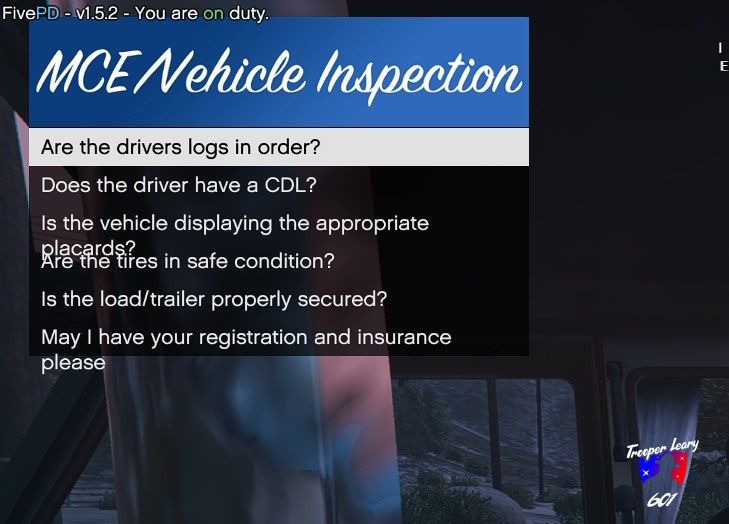 FivePD - v1.5.2 - You are on duty.
MCE/Vehicle Inspection
Are the drivers logs in order?
Does the driver have a CDL?
Is the vehicle displaying the appropriate
placards?
Are the tires in safe condition?
Is the load/trailer properly secured?
May I have your registration and insurance
please
I
E
Trooper Leary
601